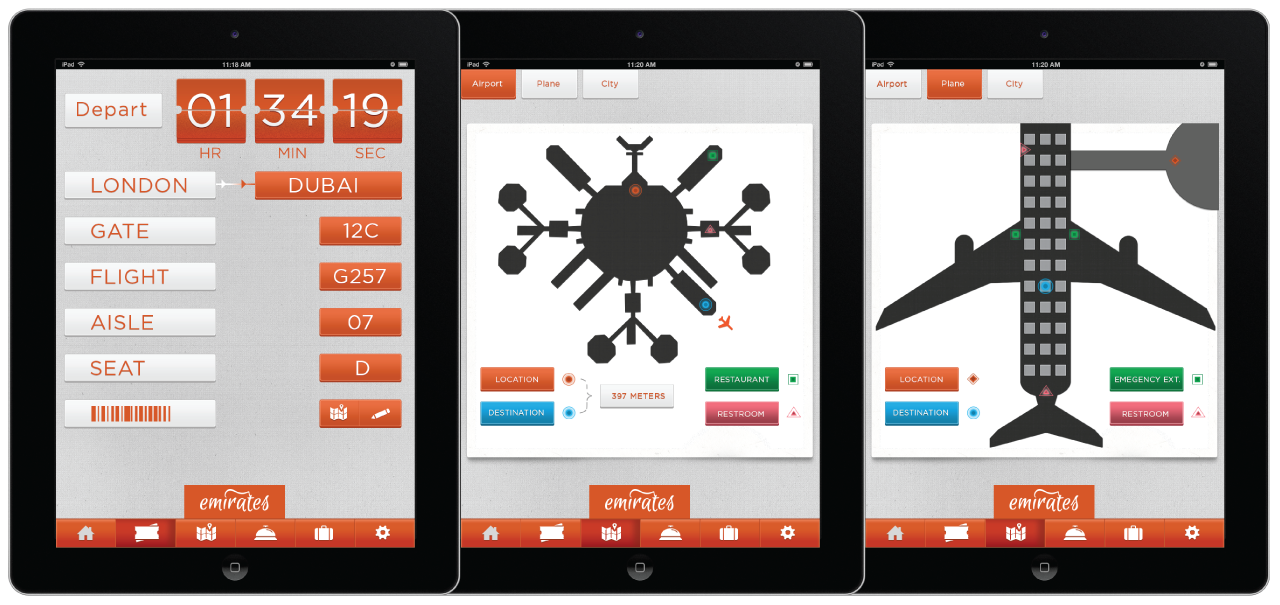 iPad 11:18 AM
Depart 01 34 19
HR MIN SEC
LONDON DUBAI
GATE 12C
FLIGHT G257
AISLE 07
SEAT D
emirates
iPad 11:20 AM
Airport Plane City
LOCATION
DESTINATION
397 METERS
RESTAURANT
RESTROOM
emirates
iPad 11:20 AM
Airport Plane City
LOCATION
DESTINATION
EMEGENCY EXT.
RESTROOM
emirates